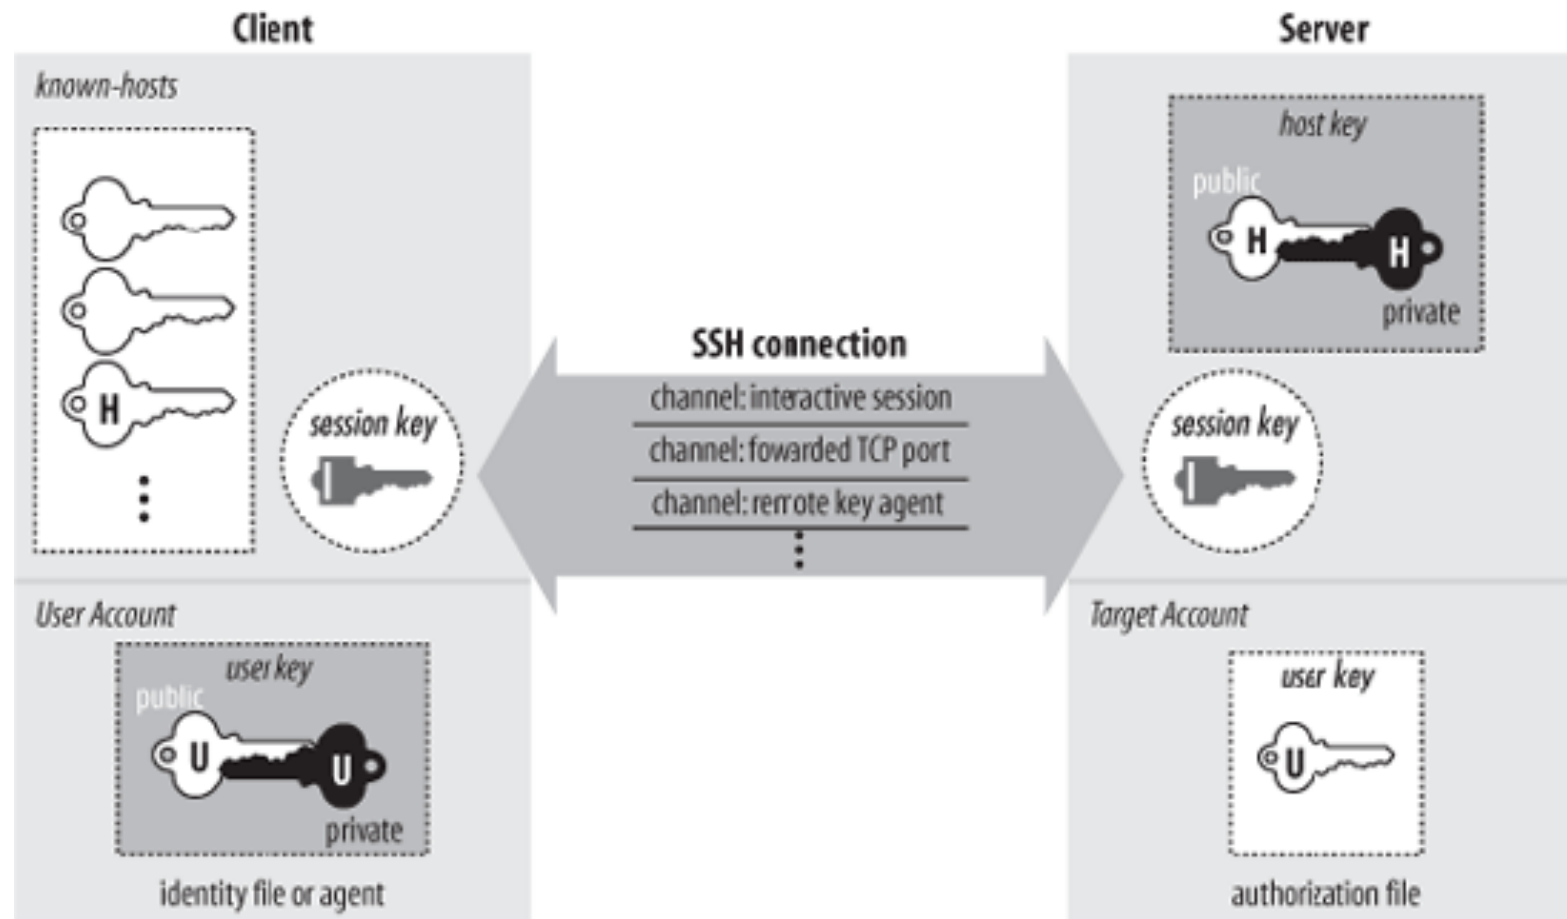 Client
Server
known-hosts
H
session key
SSH connection
channel: interactive session
channel: fowarded TCP port
channel: remote key agent
host key
public
H
H
private
session key
User Account
user key
public
U
U
private
identity file or agent
Target Account
user key
U
authorization file